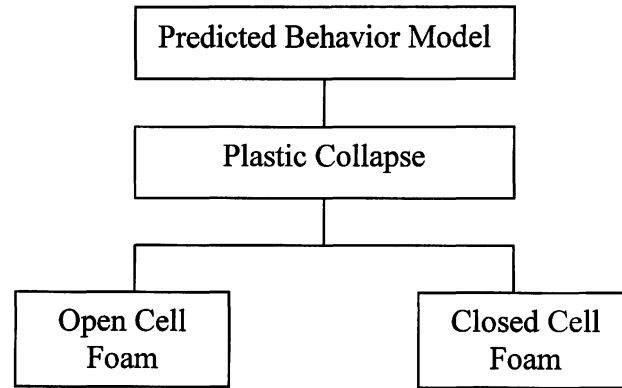 Predicted Behavior Model
Plastic Collapse
Open Cell
Foam
Closed Cell
Foam